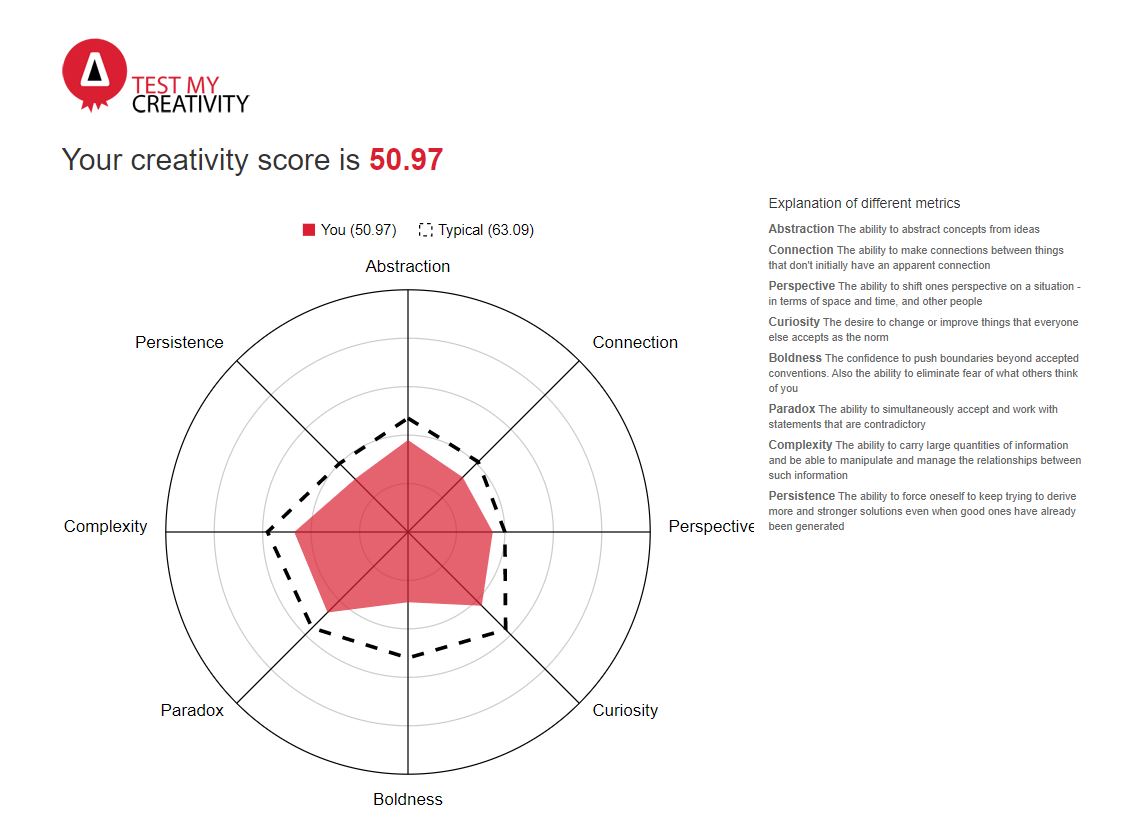 TEST MY
CREATIVITY
Your creativity score is 50.97
You (50.97) Typical (63.09)
Abstraction
Persistence
Connection
Complexity
Perspective
Paradox
Curiosity
Boldness
Explanation of different metrics
Abstraction The ability to abstract concepts from ideas
Connection The ability to make connections between things
that don't initially have an apparent connection
Perspective The ability to shift ones perspective on a situation -
in terms of space and time, and other people
Curiosity The desire to change or improve things that everyone
else accepts as the norm
Boldness The confidence to push boundaries beyond accepted
conventions. Also the ability to eliminate fear of what others think
of you
Paradox The ability to simultaneously accept and work with
statements that are contradictory
Complexity The ability to carry large quantities of information
and be able to manipulate and manage the relationships between
such information
Persistence The ability to force oneself to keep trying to derive
more and stronger solutions even when good ones have already
been generated